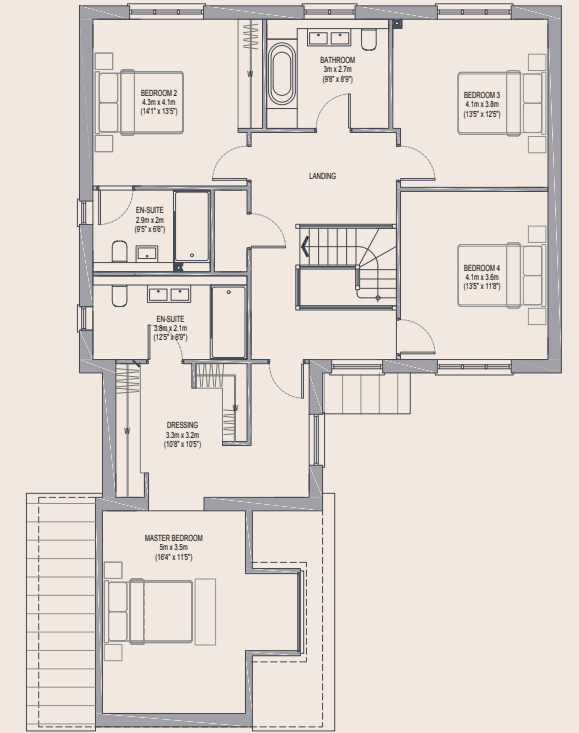 BEDROOM 2
4.3m x 4.1m
(14'1" x 13'5")
W
BATHROOM
3m x 2.7m
(9'8" x 8'9")
BEDROOM 3
4.1m x 3.8m
(13'5" x 12'5")
LANDING
EN-SUITE
2.9m x 2m
(9'5" x 6'6")
BEDROOM 4
4.1m x 3.6m
(13'5" x 11'8")
EN-SUITE
3.8m x 2.1m
(12'5" x 6'9")
W
W
DRESSING
3.3m x 3.2m
(10'8" x 10'5")
MASTER BEDROOM
5m x 3.5m
(16'4" x 11'5")